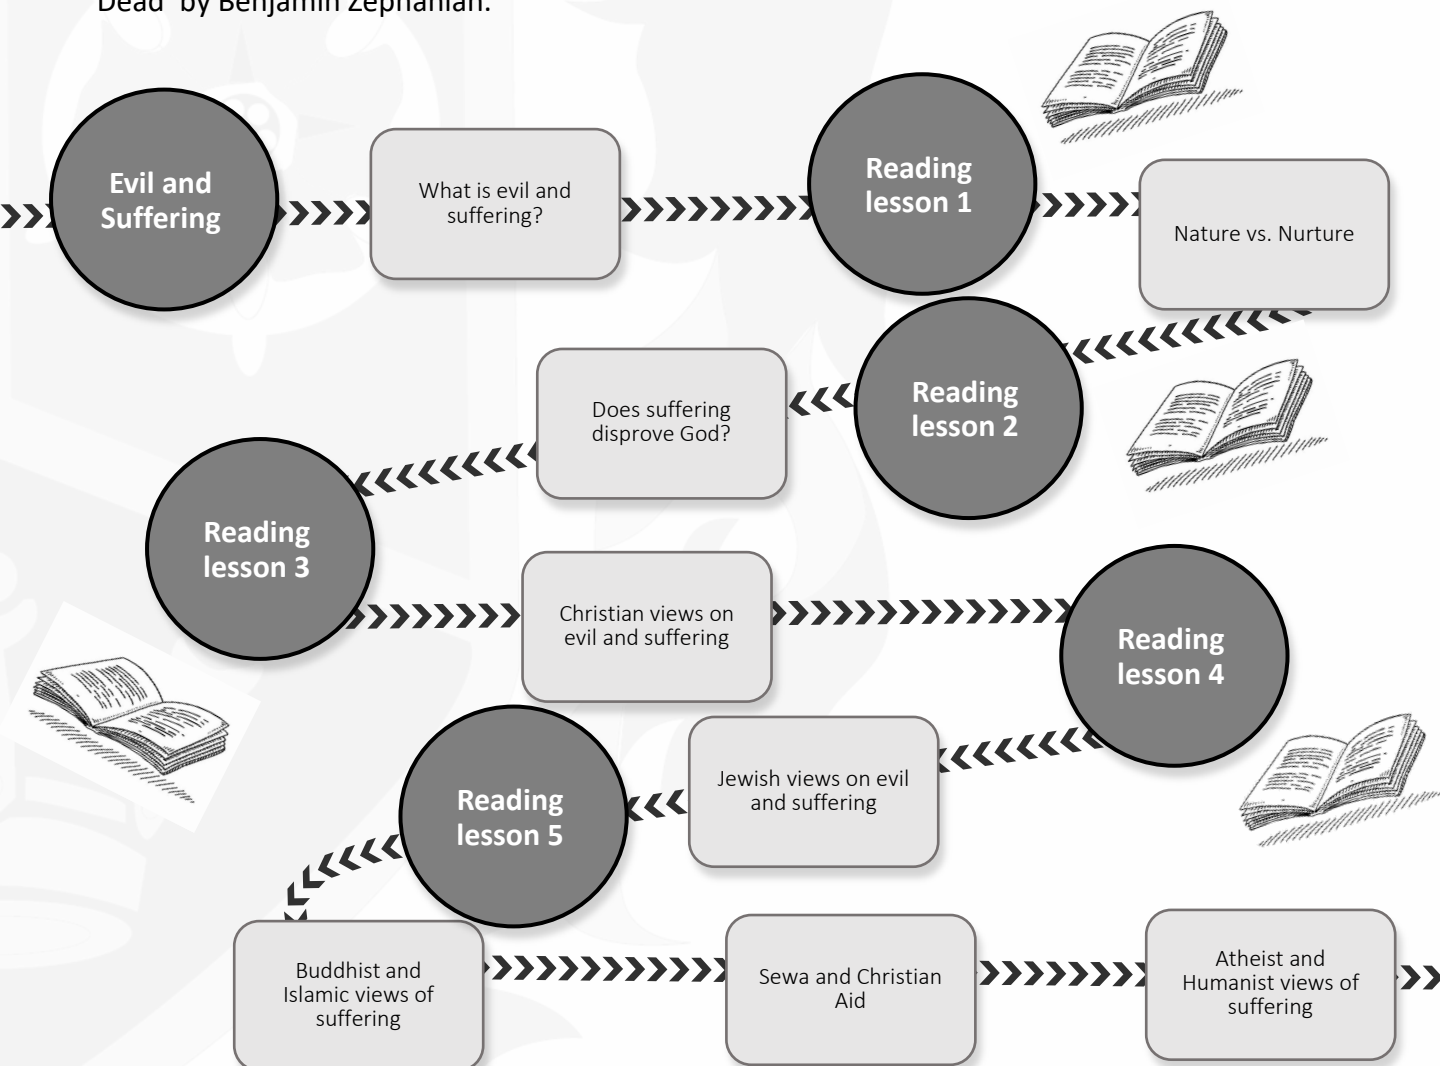 Dead' by Benjamin Zephaniah.
Evil and
Suffering
What is evil and
suffering?
Reading
lesson 1
Nature vs. Nurture
Reading
lesson 2
Does suffering
disprove God?
Reading
lesson 3
Christian views on
evil and suffering
Reading
lesson 4
Jewish views on evil
and suffering
Reading
lesson 5
Buddhist and
Islamic views of
suffering
Sewa and Christian
Aid
Atheist and
Humanist views of
suffering